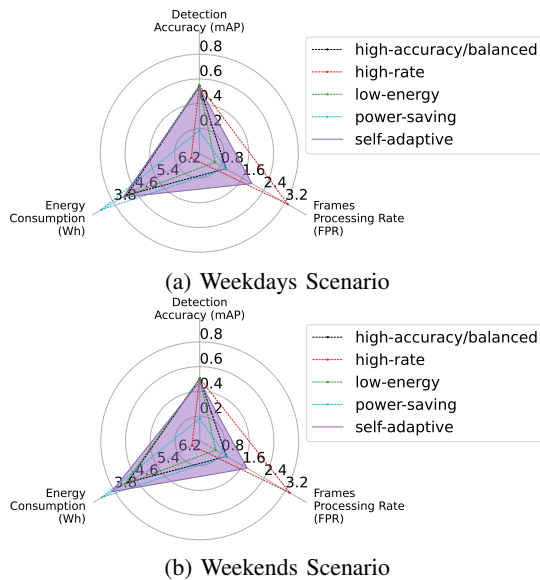 Detection
Accuracy (mAP)
0.8
0.6
0.4
0.2
6.2
5.4
4.6
3.8
0.8
1.6
2.4
3.2
Energy
Consumption
(Wh)
Frames
Processing Rate
(FPR)
high-accuracy/balanced
high-rate
low-energy
power-saving
self-adaptive
(a) Weekdays Scenario
Detection
Accuracy (mAP)
0.8
0.6
0.4
0.2
6.2
5.4
4.6
3.8
0.8
1.6
2.4
3.2
Energy
Consumption
(Wh)
Frames
Processing Rate
(FPR)
high-accuracy/balanced
high-rate
low-energy
power-saving
self-adaptive
(b) Weekends Scenario